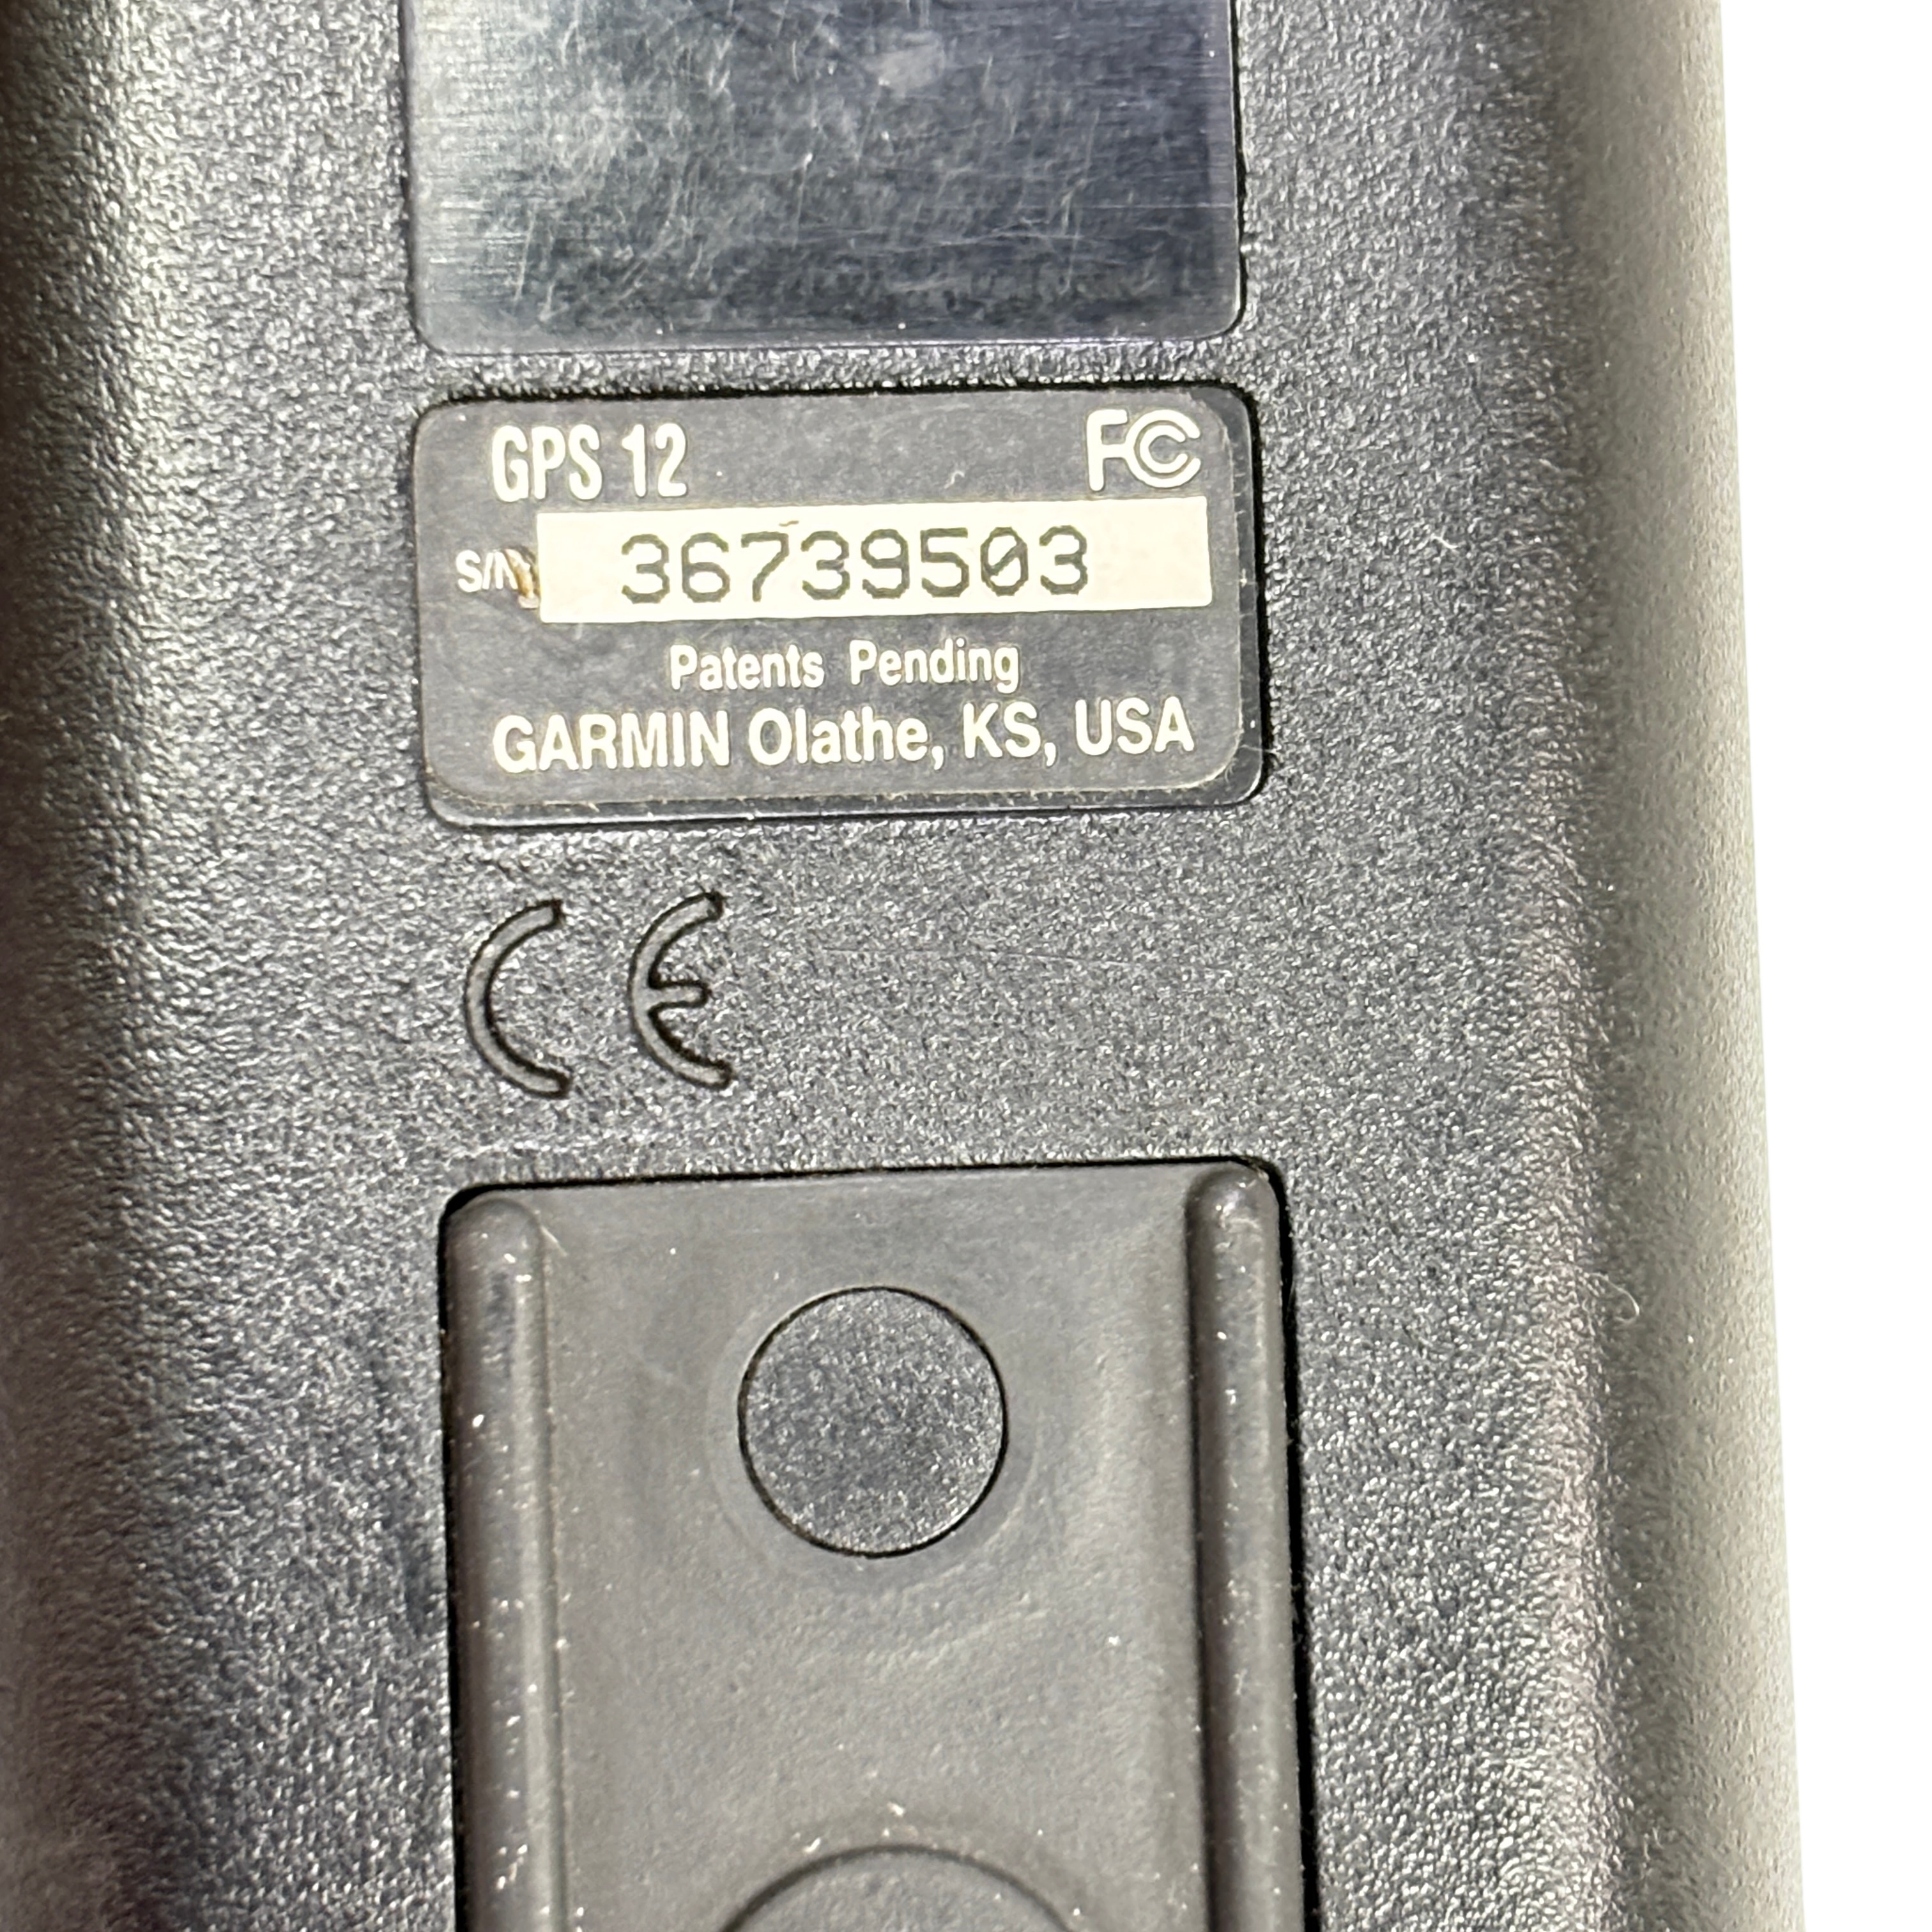 GPS 12 FC
S/N 36739503
Patents Pending
GARMIN Olathe, KS, USA
CE